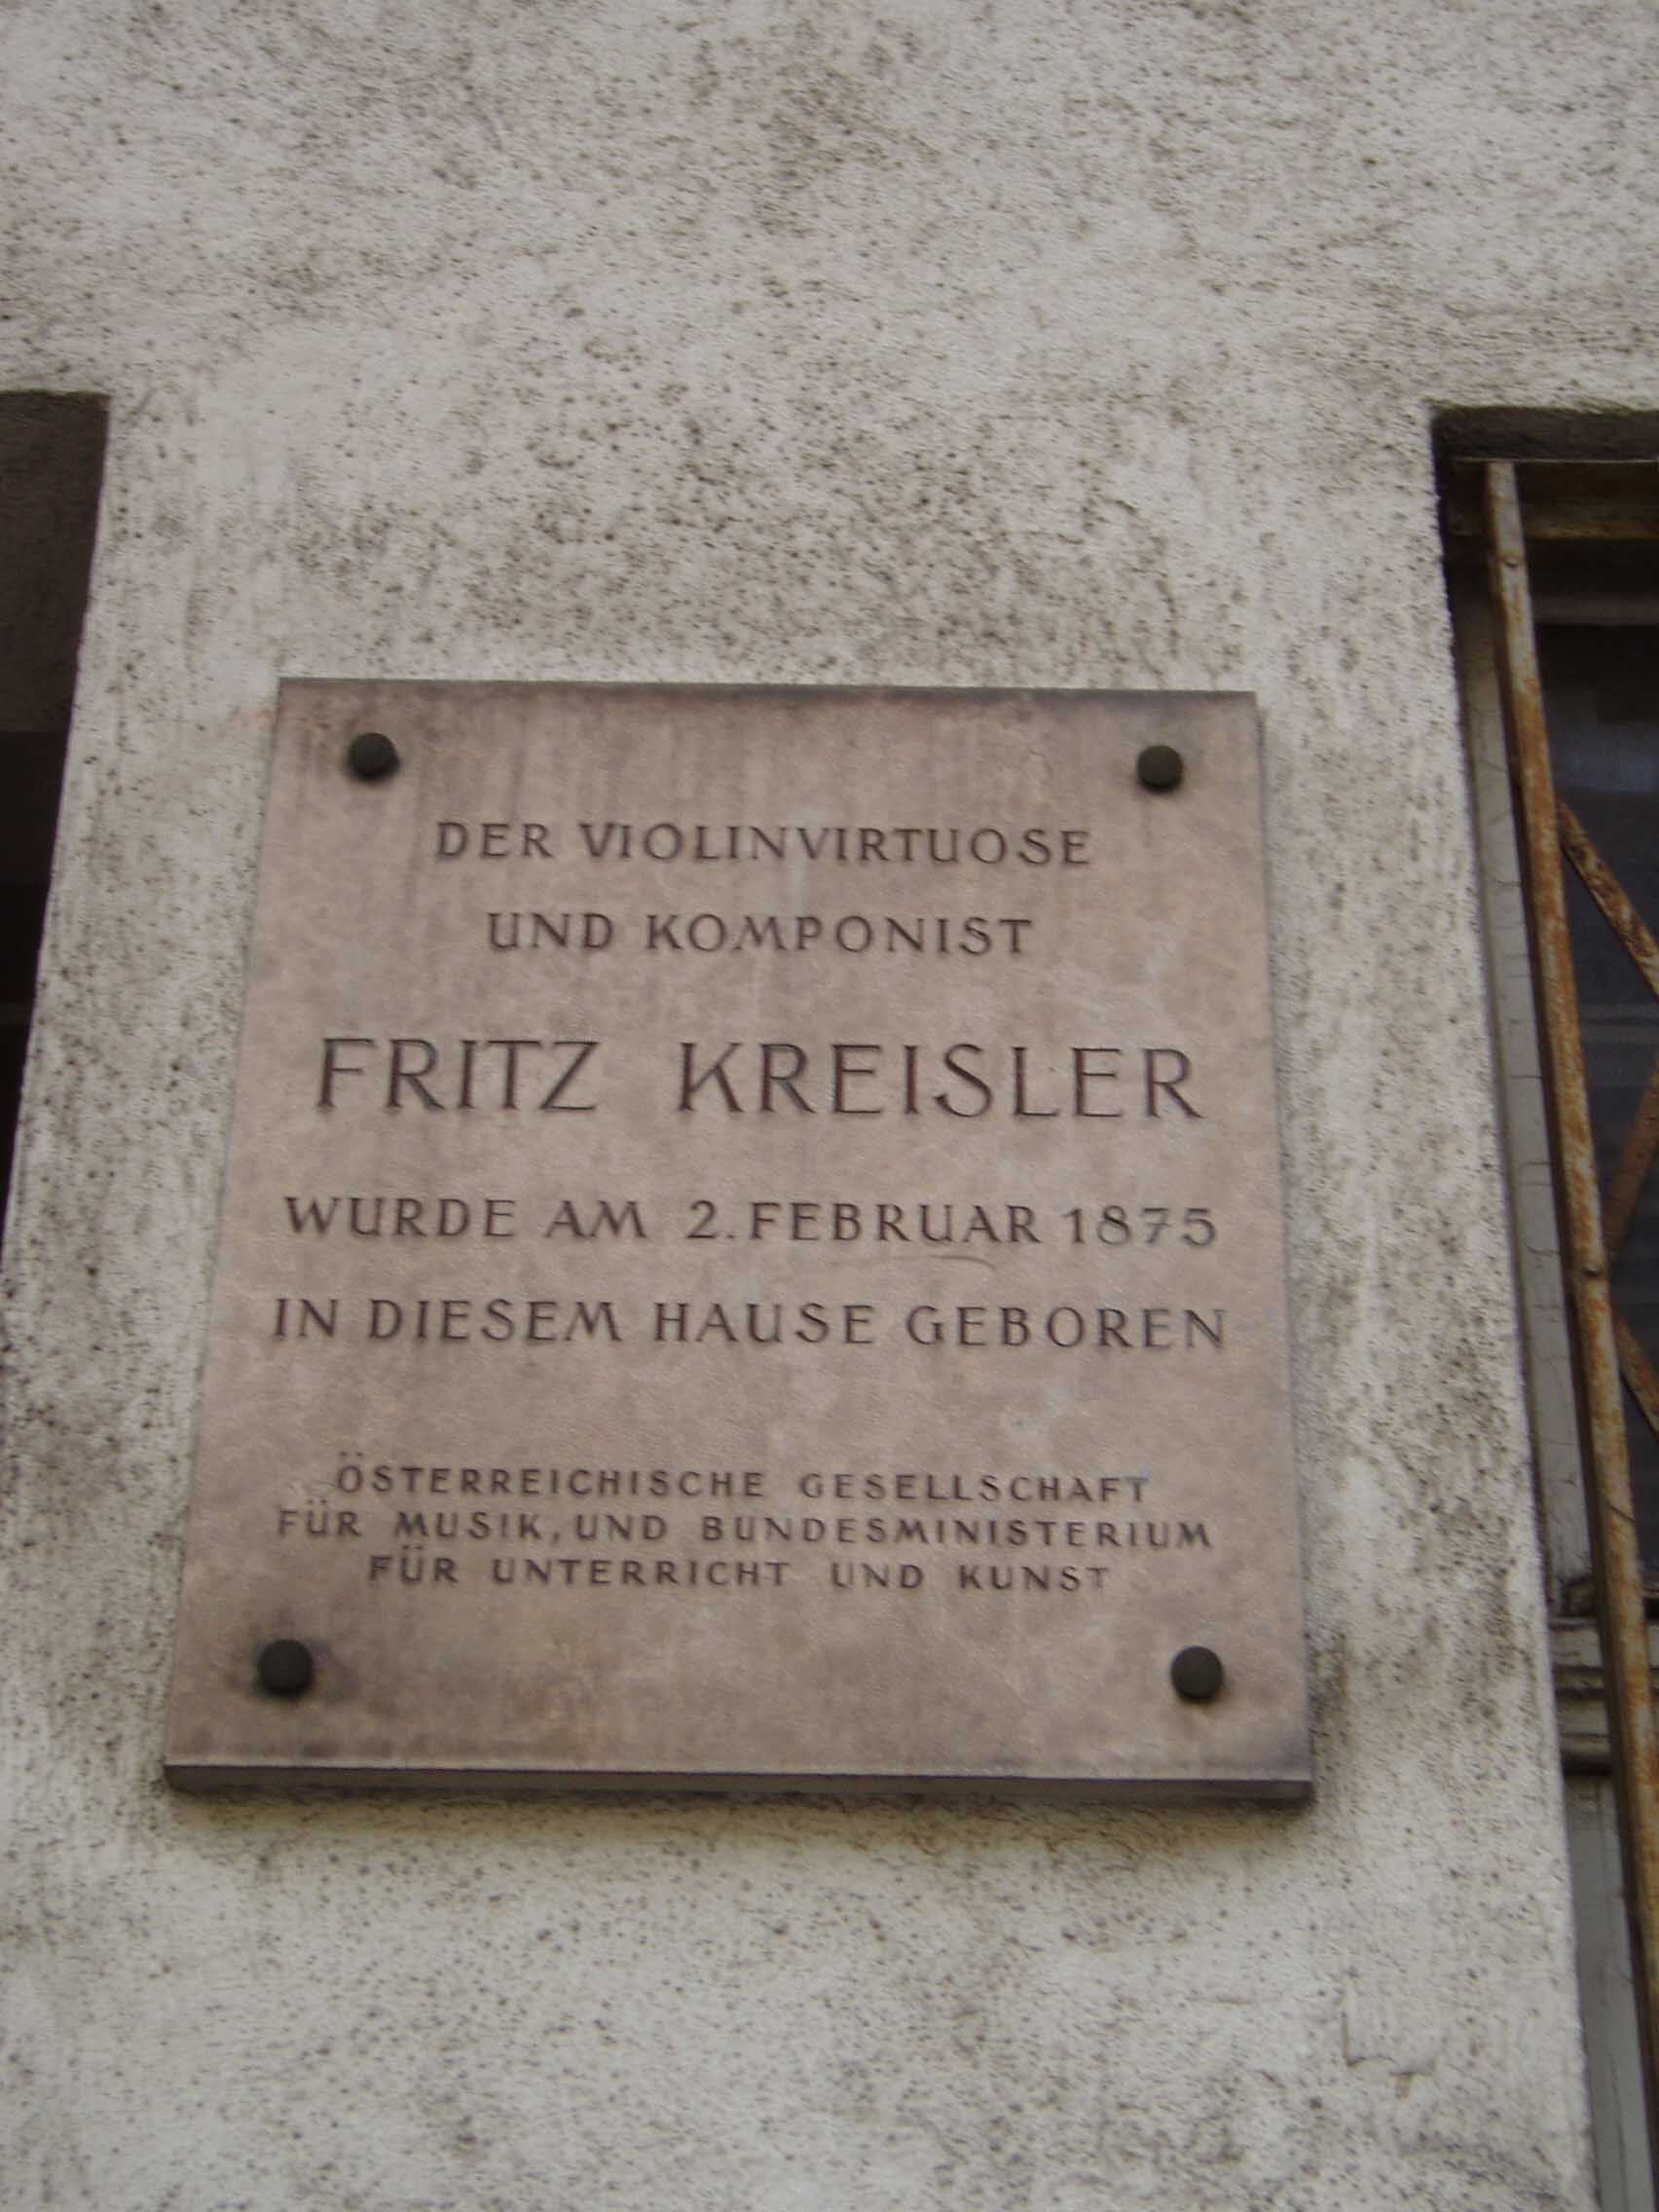 DER VIOLINVIRTUOSE
UND KOMPONIST
FRITZ KREISLER
WURDE AM 2. FEBRUAR 1875
IN DIESEM HAUSE GEBOREN
ÖSTERREICHISCHE GESELLSCHAFT
FÜR MUSIK, UND BUNDESMINISTERIUM
FÜR UNTERRICHT UND KUNST